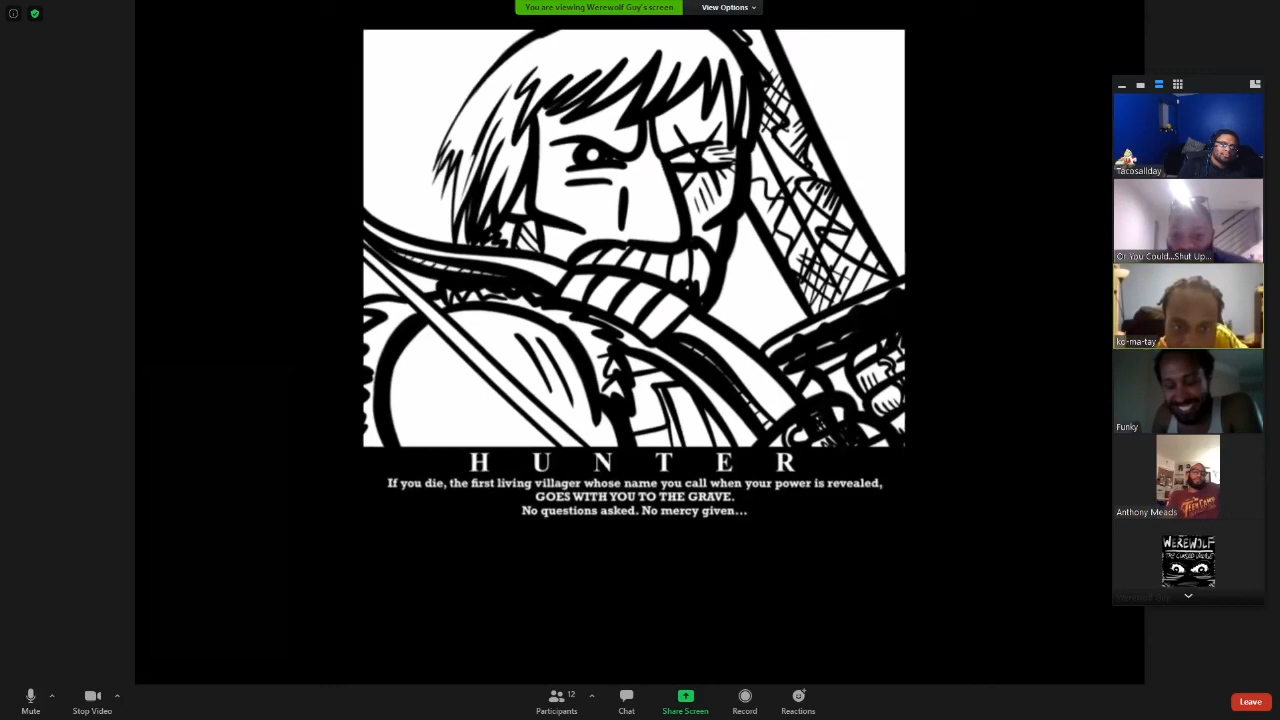 You are viewing Werewolf Guy's screen
View Options
Tacosallday
Or You Could...Shut Up...
ko-ma-tay
Funky
Anthony Meads
WEREWOLF
HUNTER
If you die, the first living villager whose name you call when your power is revealed,
GOES WITH YOU TO THE GRAVE.
No questions asked. No mercy given...
Mute
Stop Video
Participants
12
Chat
Share Screen
Record
Reactions
Leave